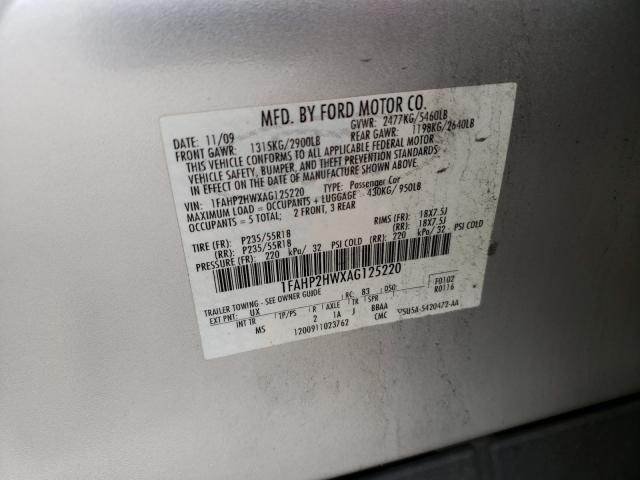 MFD. BY FORD MOTOR CO.
DATE: 11/09 GVWR: 2477KG/5460LB
FRONT GAWR: 1315KG/2900LB REAR GAWR: 1198KG/2640LB
THIS VEHICLE CONFORMS TO ALL APPLICABLE FEDERAL MOTOR
VEHICLE SAFETY, BUMPER, AND THEFT PREVENTION STANDARDS
IN EFFECT ON THE DATE OF MANUFACTURE SHOWN ABOVE.
VIN: 1FAHP2HWXAG125220 TYPE: Passenger Car
MAXIMUM LOAD = OCCUPANTS + LUGGAGE = 430KG/ 950LB
OCCUPANTS = 5 TOTAL; 2 FRONT, 3 REAR
TIRE (FR): P235/55R18 RIMS (FR): 18X7.5J
(RR): P235/55R18 (RR): 18X7.5J
PRESSURE (FR): 220 kPa/ 32 PSI COLD (RR): 220 kPa/ 32 PSI COLD
1FAHP2HWXAG125220
TRAILER TOWING - SEE OWNER GUIDE RC: 83 DSO: F0102
EXT PNT: UX R0116
INT TR TP/PS R AXLE TR SPR
MS 2 1A J BBAA
1200911023762 CMC 5U5A-5420472-AA